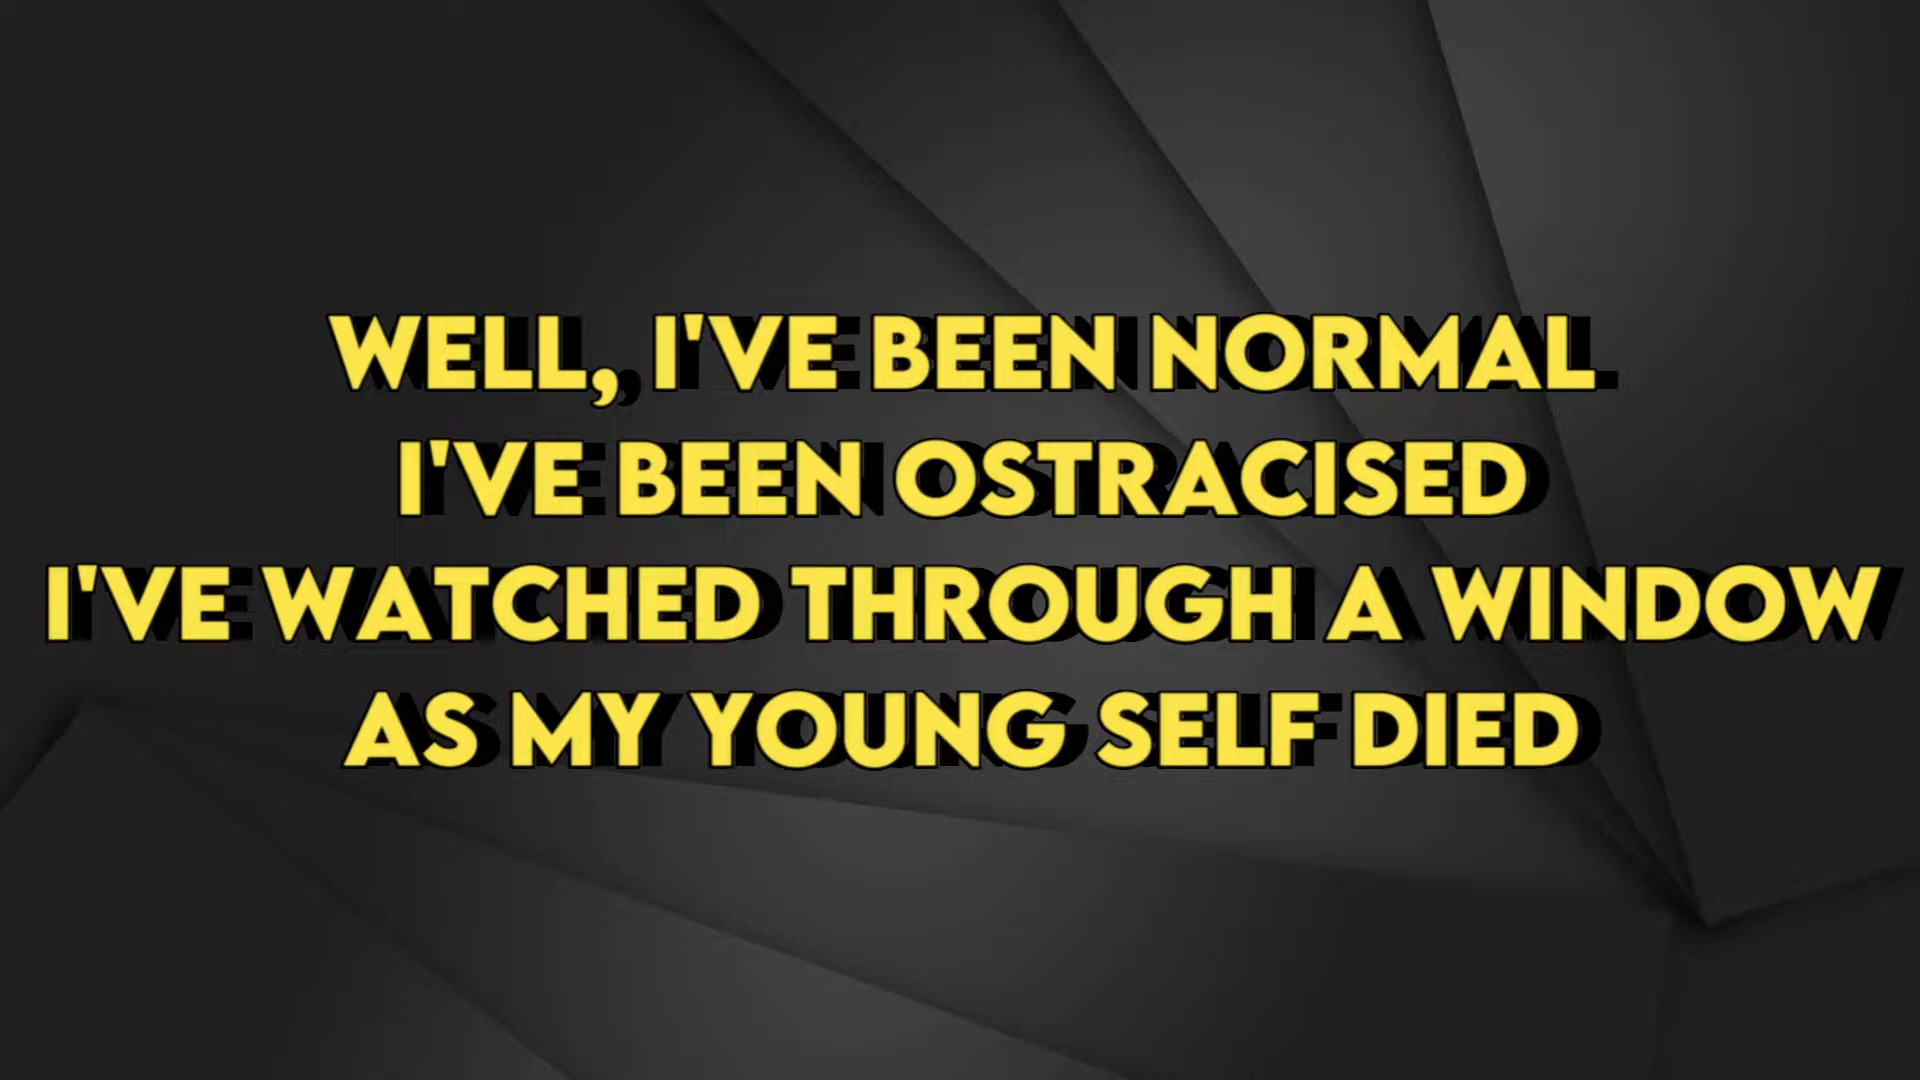 WELL, I'VE BEEN NORMAL
I'VE BEEN OSTRACISED
I'VE WATCHED THROUGH A WINDOW
AS MY YOUNG SELF DIED